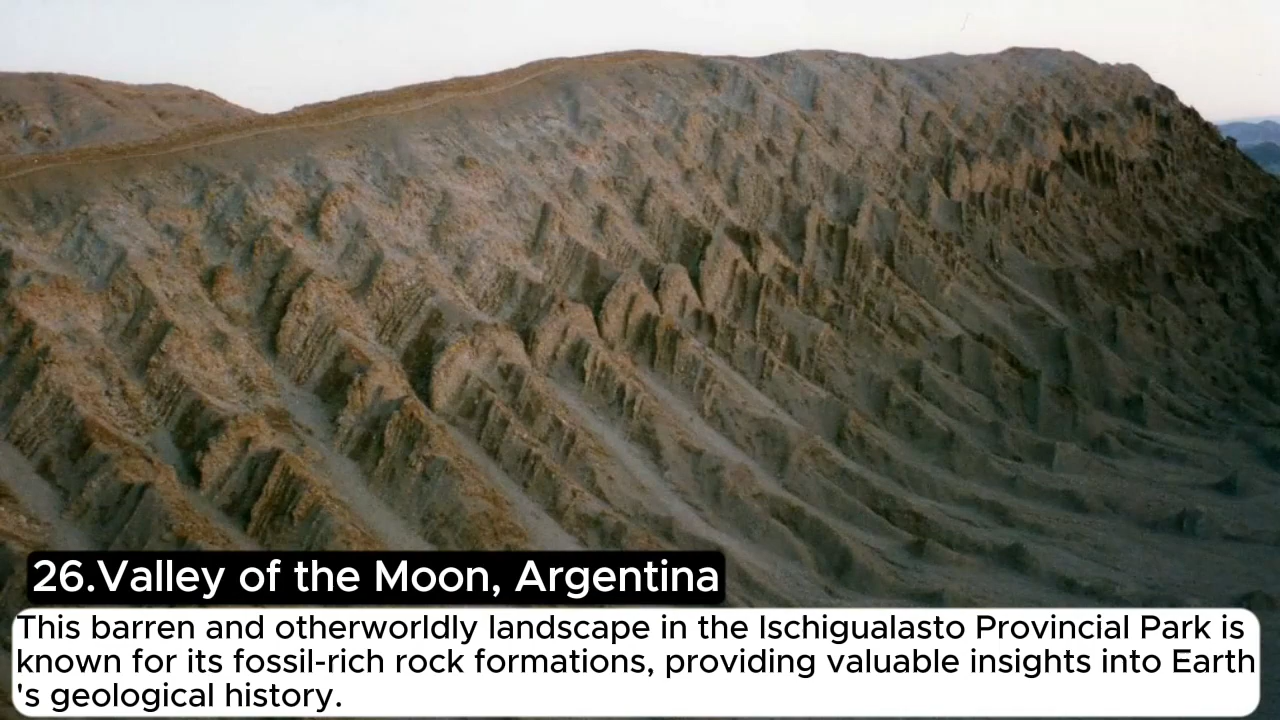 26.Valley of the Moon, Argentina
This barren and otherworldly landscape in the Ischigualasto Provincial Park is
known for its fossil-rich rock formations, providing valuable insights into Earth
's geological history.